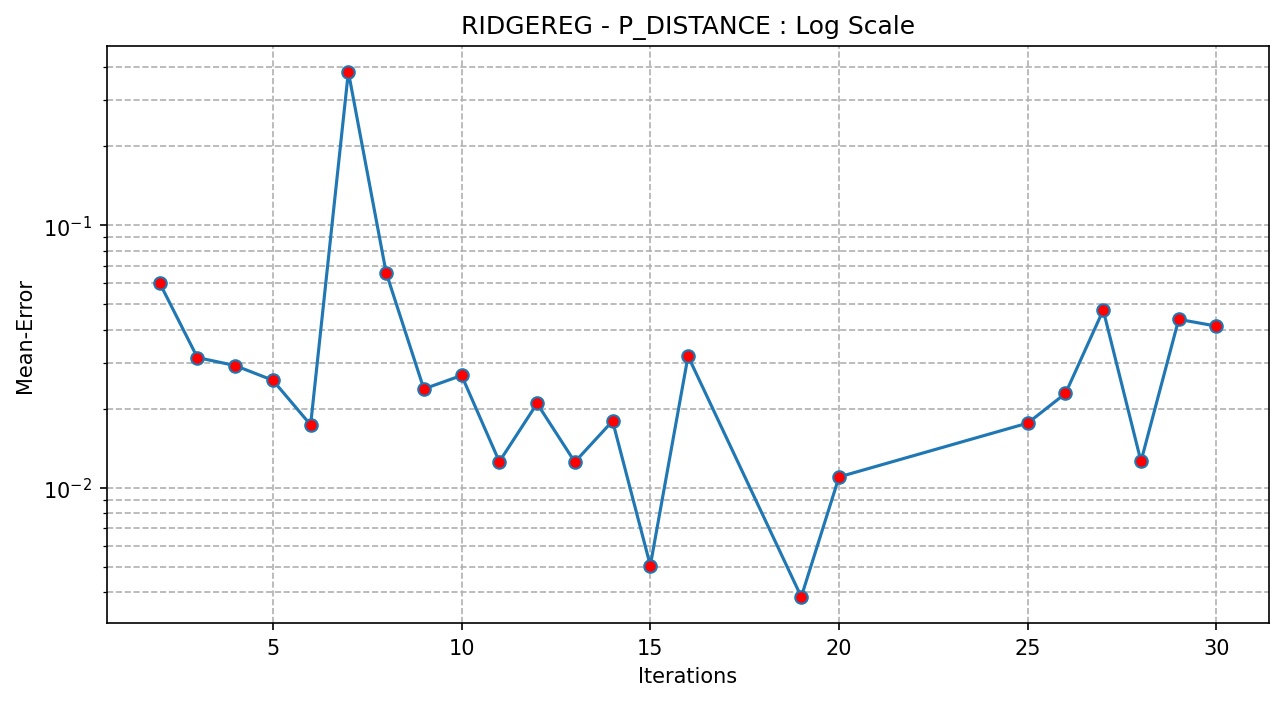 RIDGEREG - P_DISTANCE : Log Scale
Mean-Error
10⁻¹
10⁻²
5 10 15 20 25 30
Iterations